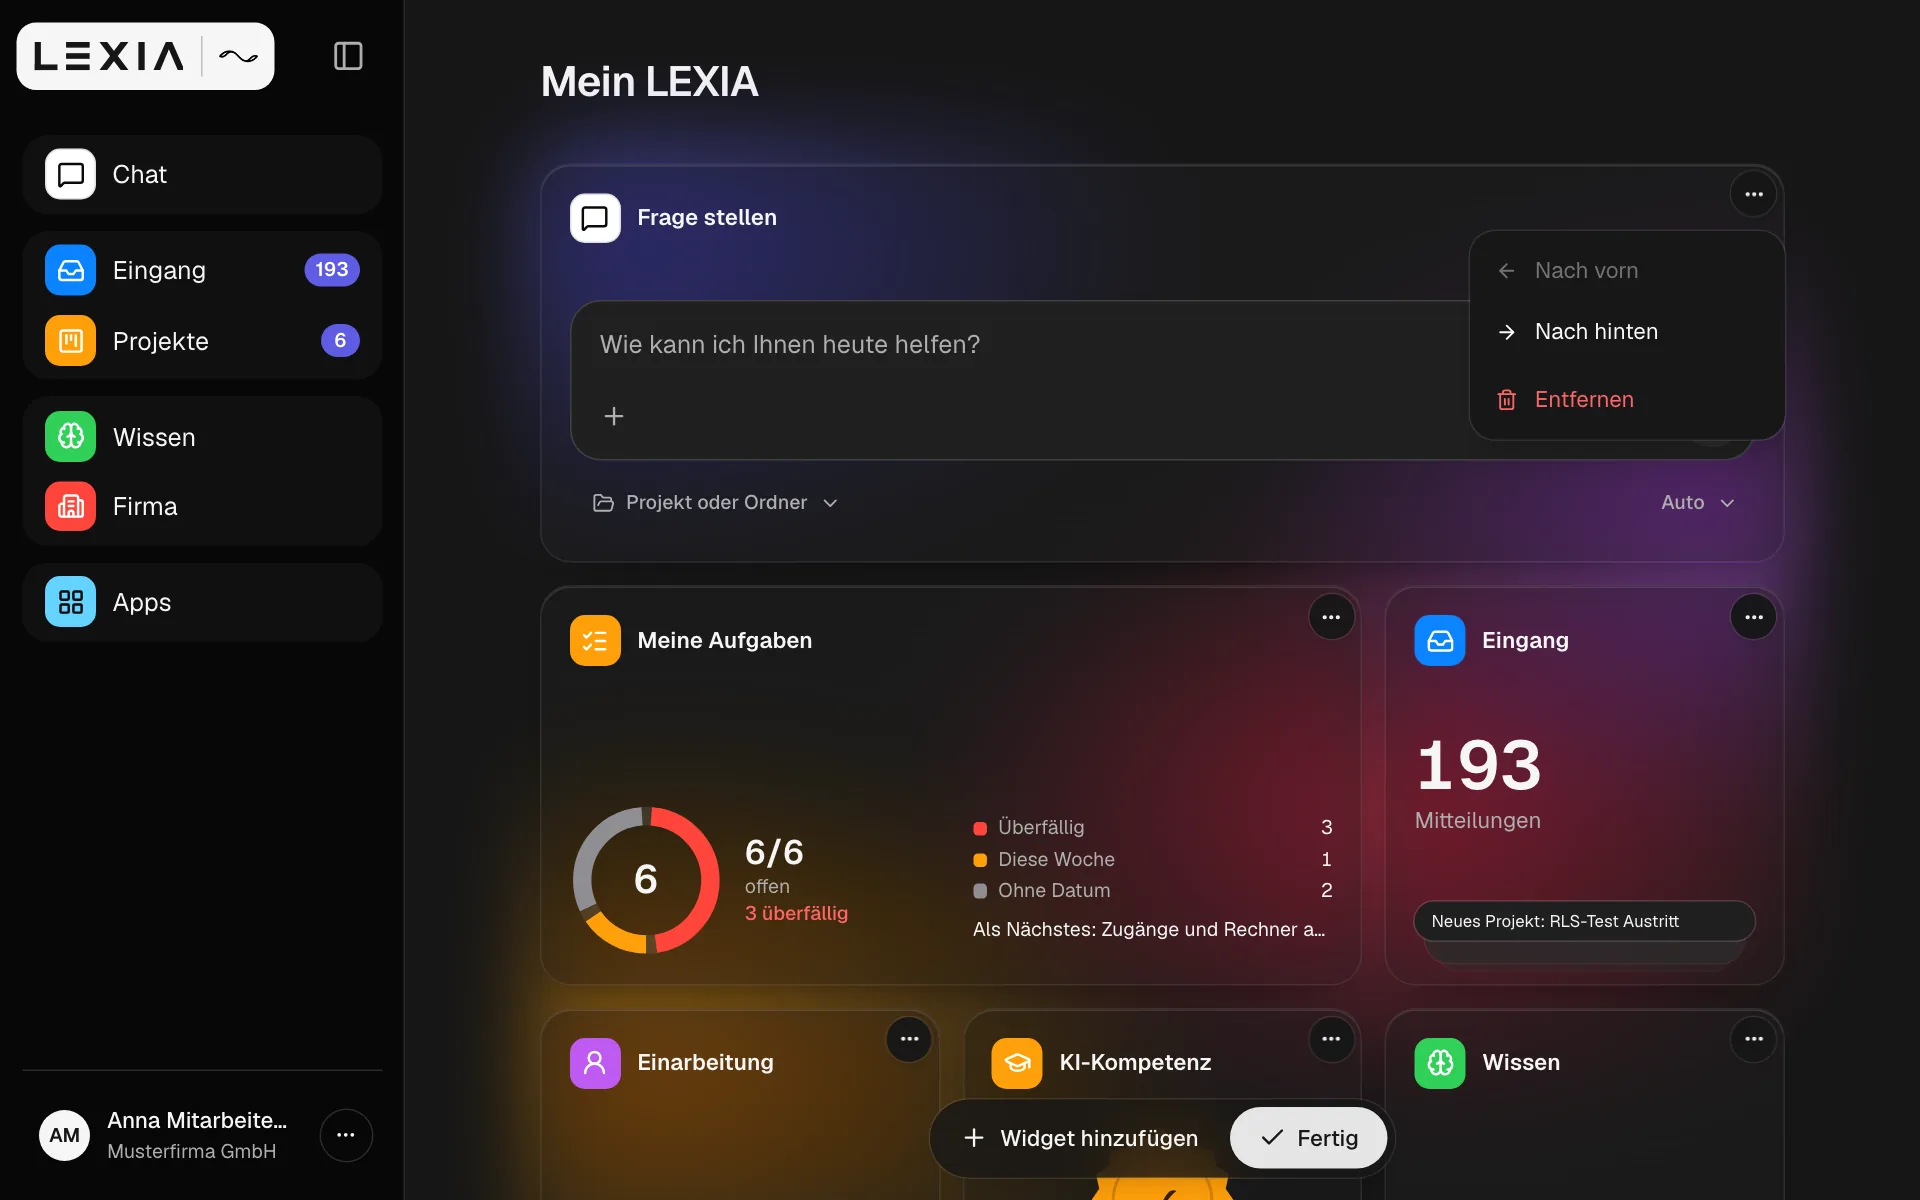 LEXIA
Chat
Eingang
193
Projekte
6
Wissen
Firma
Apps
AM
Anna Mitarbeite...
Musterfirma GmbH
Mein LEXIA
Frage stellen
Wie kann ich Ihnen heute helfen?
Projekt oder Ordner
Auto
Nach vorn
Nach hinten
Entfernen
Meine Aufgaben
6
6/6
offen
3 überfällig
Überfällig 3
Diese Woche 1
Ohne Datum 2
Als Nächstes: Zugänge und Rechner a...
Eingang
193
Mitteilungen
Neues Projekt: RLS-Test Austritt
Einarbeitung
KI-Kompetenz
Wissen
Widget hinzufügen
Fertig